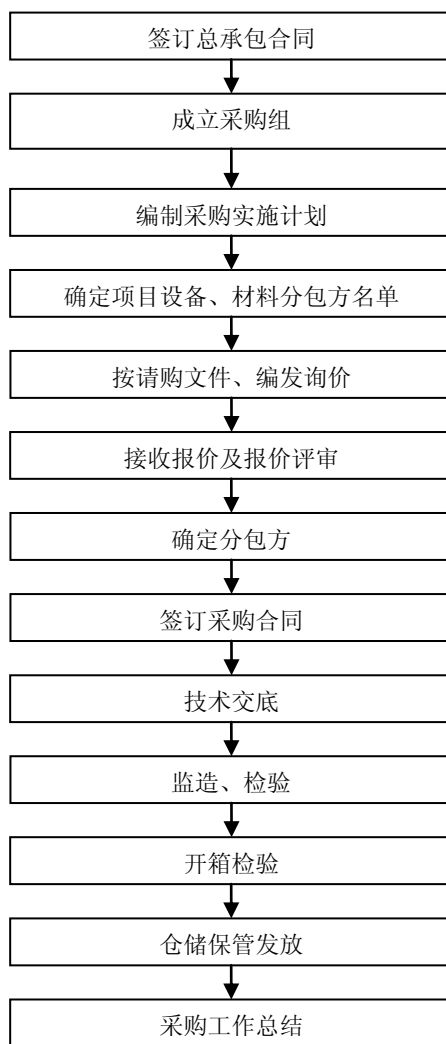 签订总承包合同
成立采购组
编制采购实施计划
确定项目设备、材料分包方名单
按请购文件、编发询价
接收报价及报价评审
确定分包方
签订采购合同
技术交底
监造、检验
开箱检验
仓储保管发放
采购工作总结